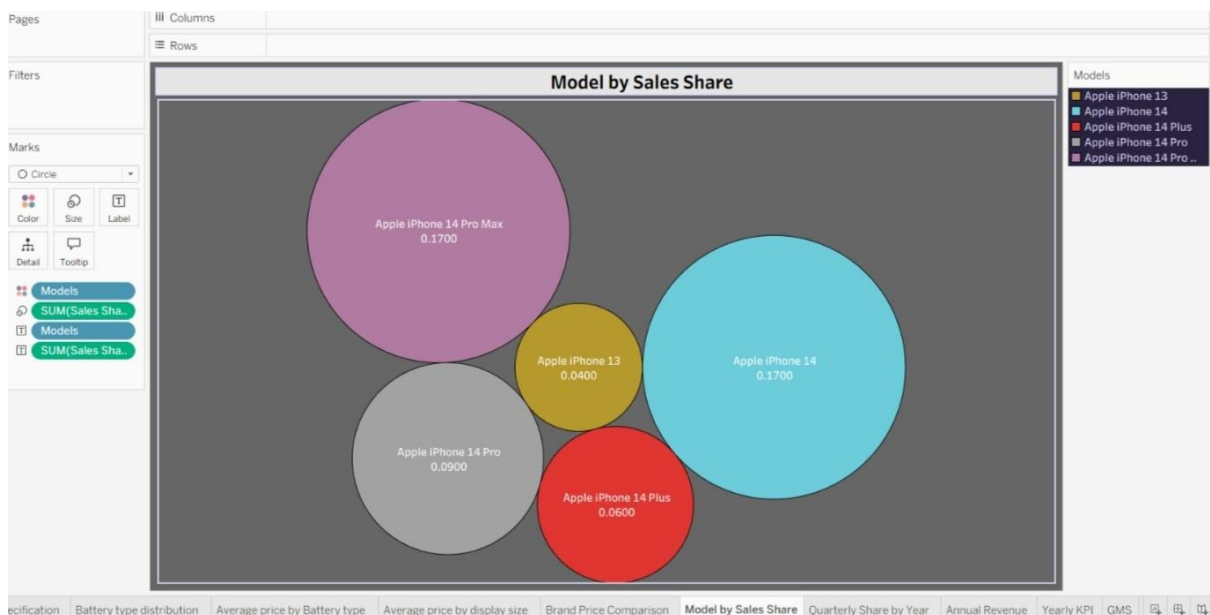 Pages
Columns
Rows
Filters
Model by Sales Share
Models
Apple iPhone 13
Apple iPhone 14
Apple iPhone 14 Plus
Apple iPhone 14 Pro
Apple iPhone 14 Pro ..
Marks
Circle
Color Size Label
Detail Tooltip
Models
SUM(Sales Sha..
Models
SUM(Sales Sha..
Apple iPhone 14 Pro Max
0.1700
Apple iPhone 13
0.0400
Apple iPhone 14
0.1700
Apple iPhone 14 Pro
0.0900
Apple iPhone 14 Plus
0.0600
ecification Battery type distribution Average price by Battery type Average price by display size Brand Price Comparison Model by Sales Share Quarterly Share by Year Annual Revenue Yearly KPI GMS